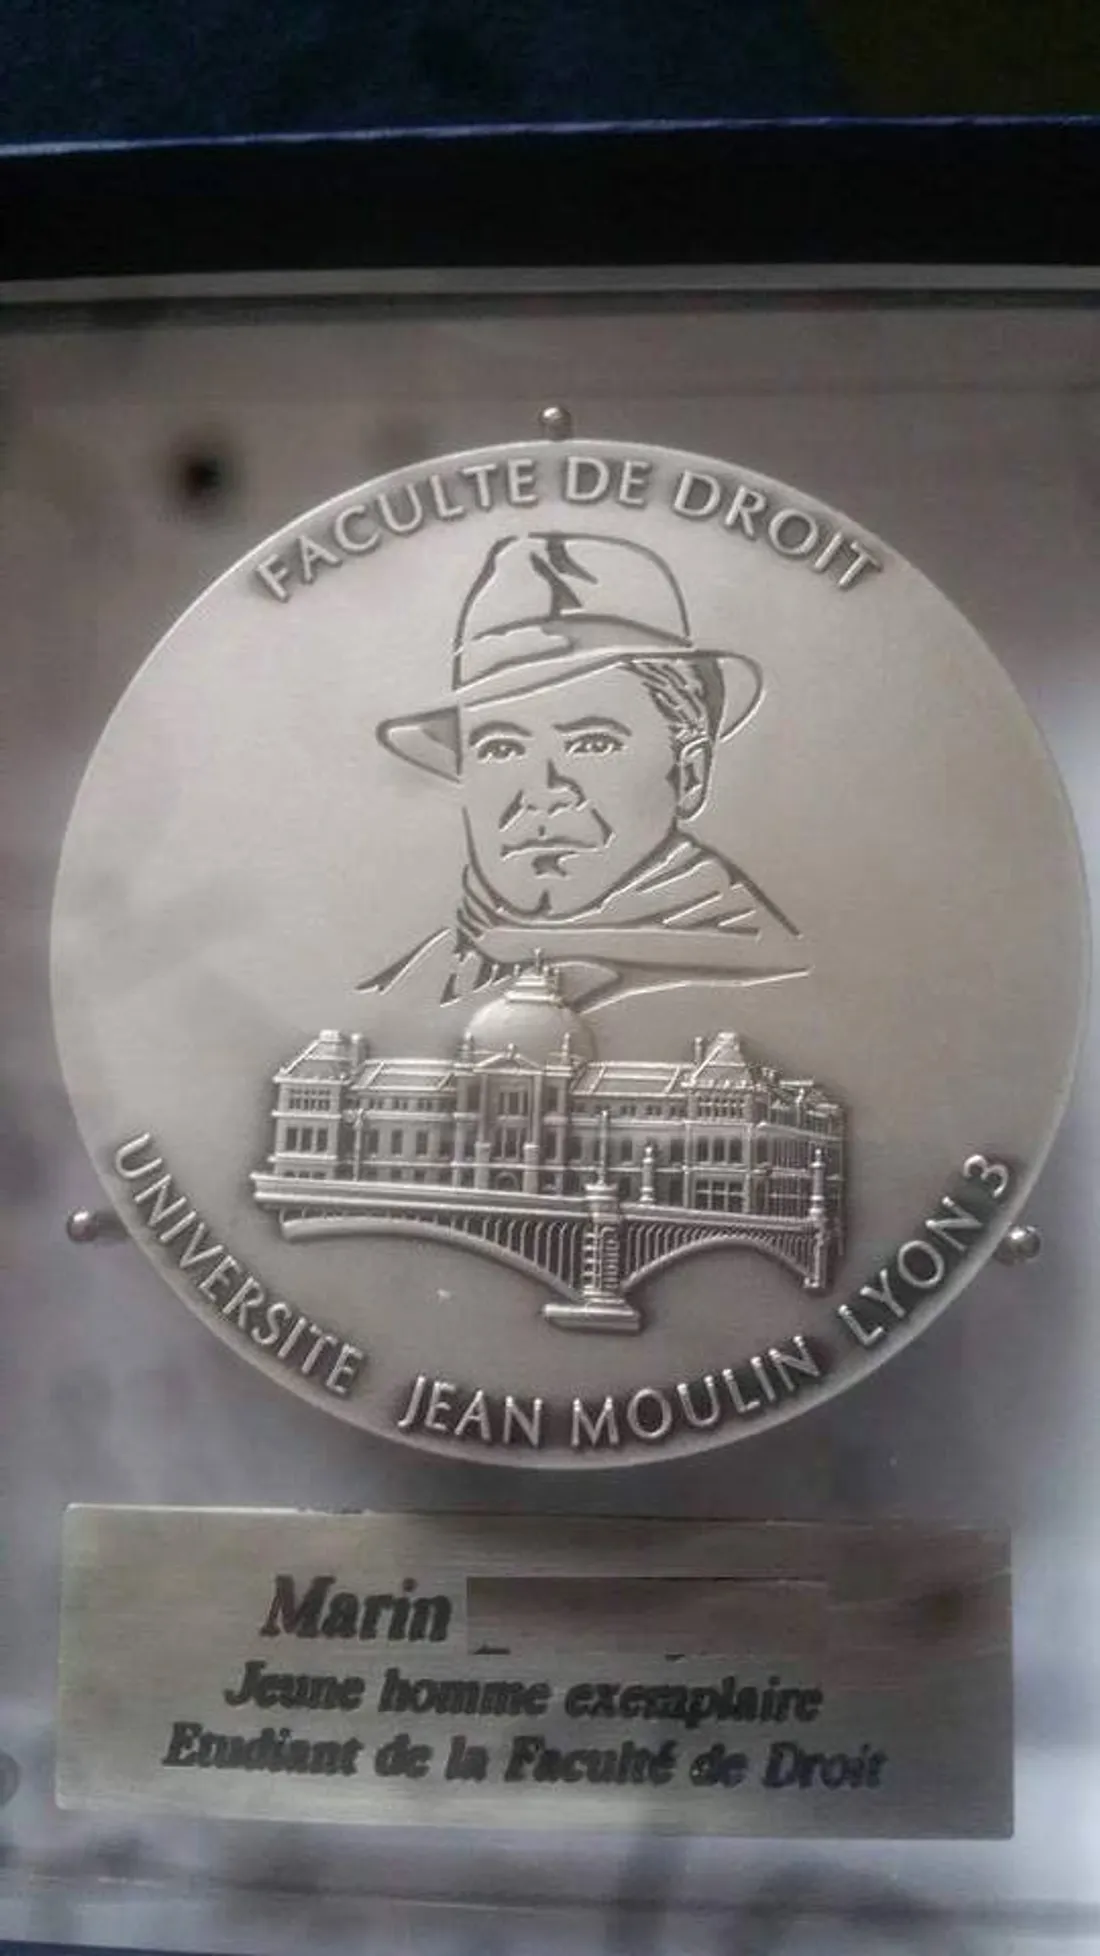 FACULTE DE DROIT
UNIVERSITE JEAN MOULIN LYON 3
Marin
Jeune homme exemplaire
Etudiant de la Faculté de Droit